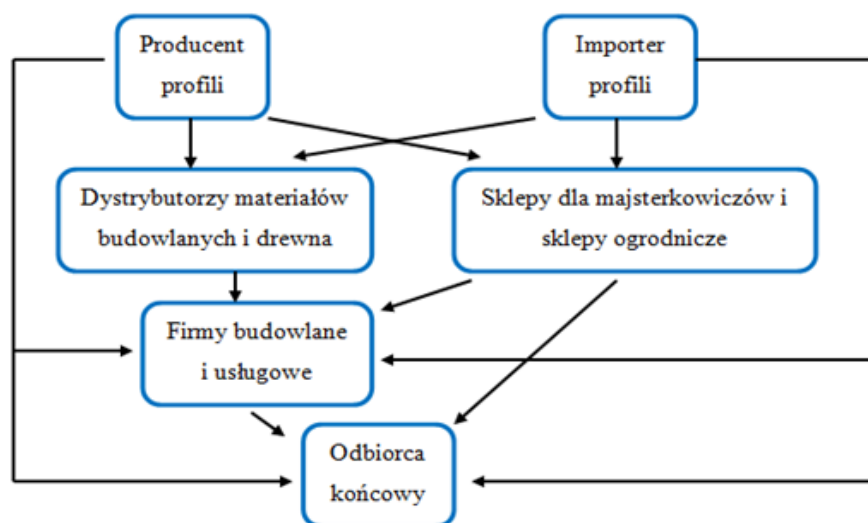 Producent
profili
Importer
profili
Dystrybutorzy materiałów
budowlanych i drewna
Sklepy dla majsterkowiczów i
sklepy ogrodnicze
Firmy budowlane
i usługowe
Odbiorca
końcowy